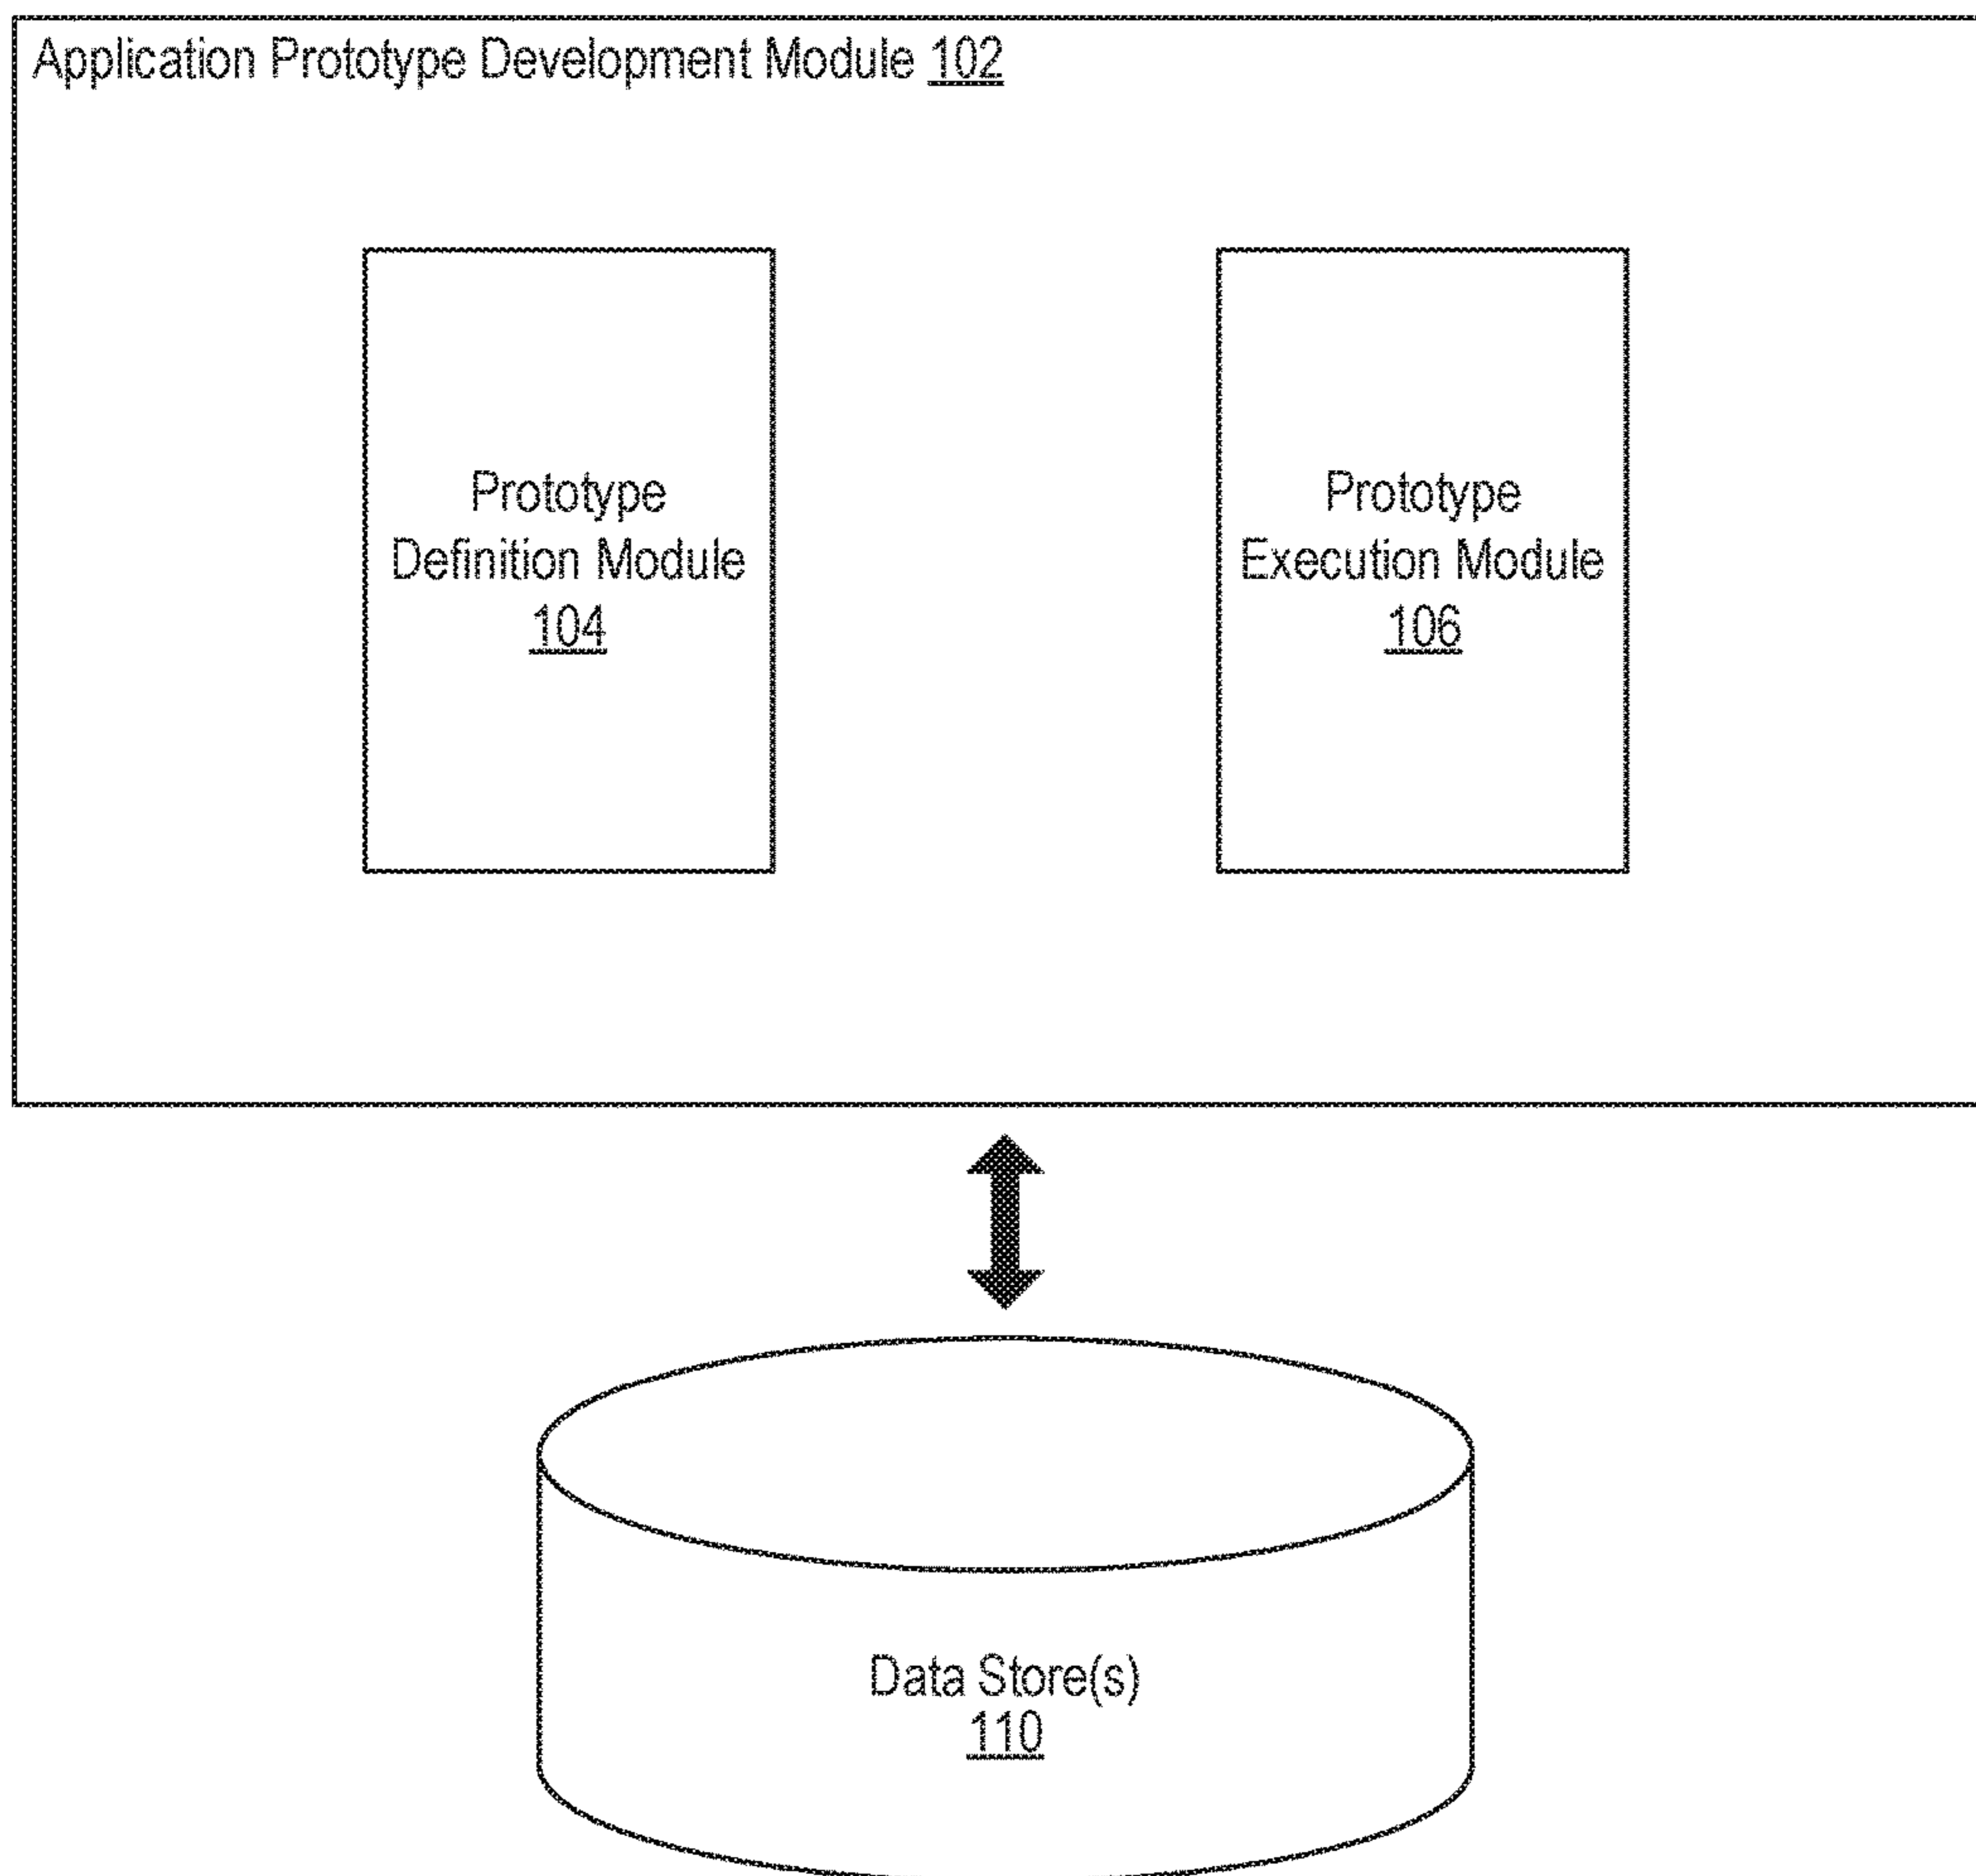 Application Prototype Development Module 102
Prototype
Definition Module
104
Prototype
Execution Module
106
Data Store(s)
110